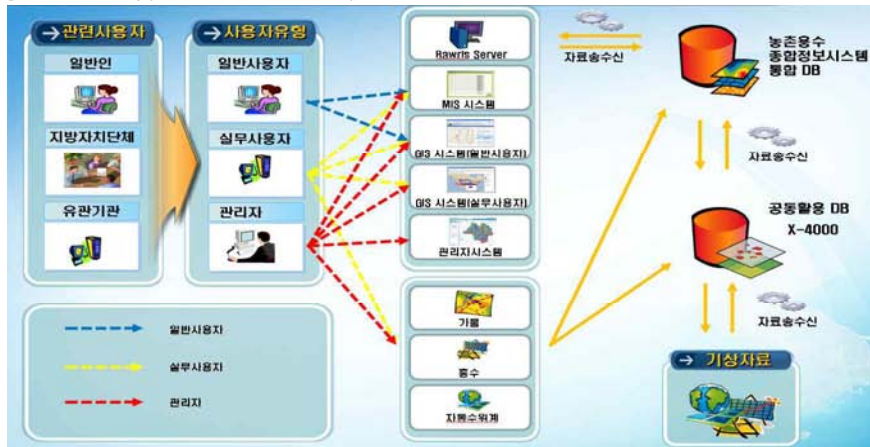 관련사용자
일반인
지방자치단체
유관기관
사용자유형
일반사용자
실무사용자
관리자
Rawris Server
MIS 시스템
GIS 시스템(일반사용자)
GIS 시스템(실무사용자)
관리자시스템
가뭄
홍수
자동수위계
자료송수신
농촌용수
종합정보시스템
통합 DB
자료송수신
공동활용 DB
X-4000
자료송수신
기상자료
일반사용자
실무사용자
관리자